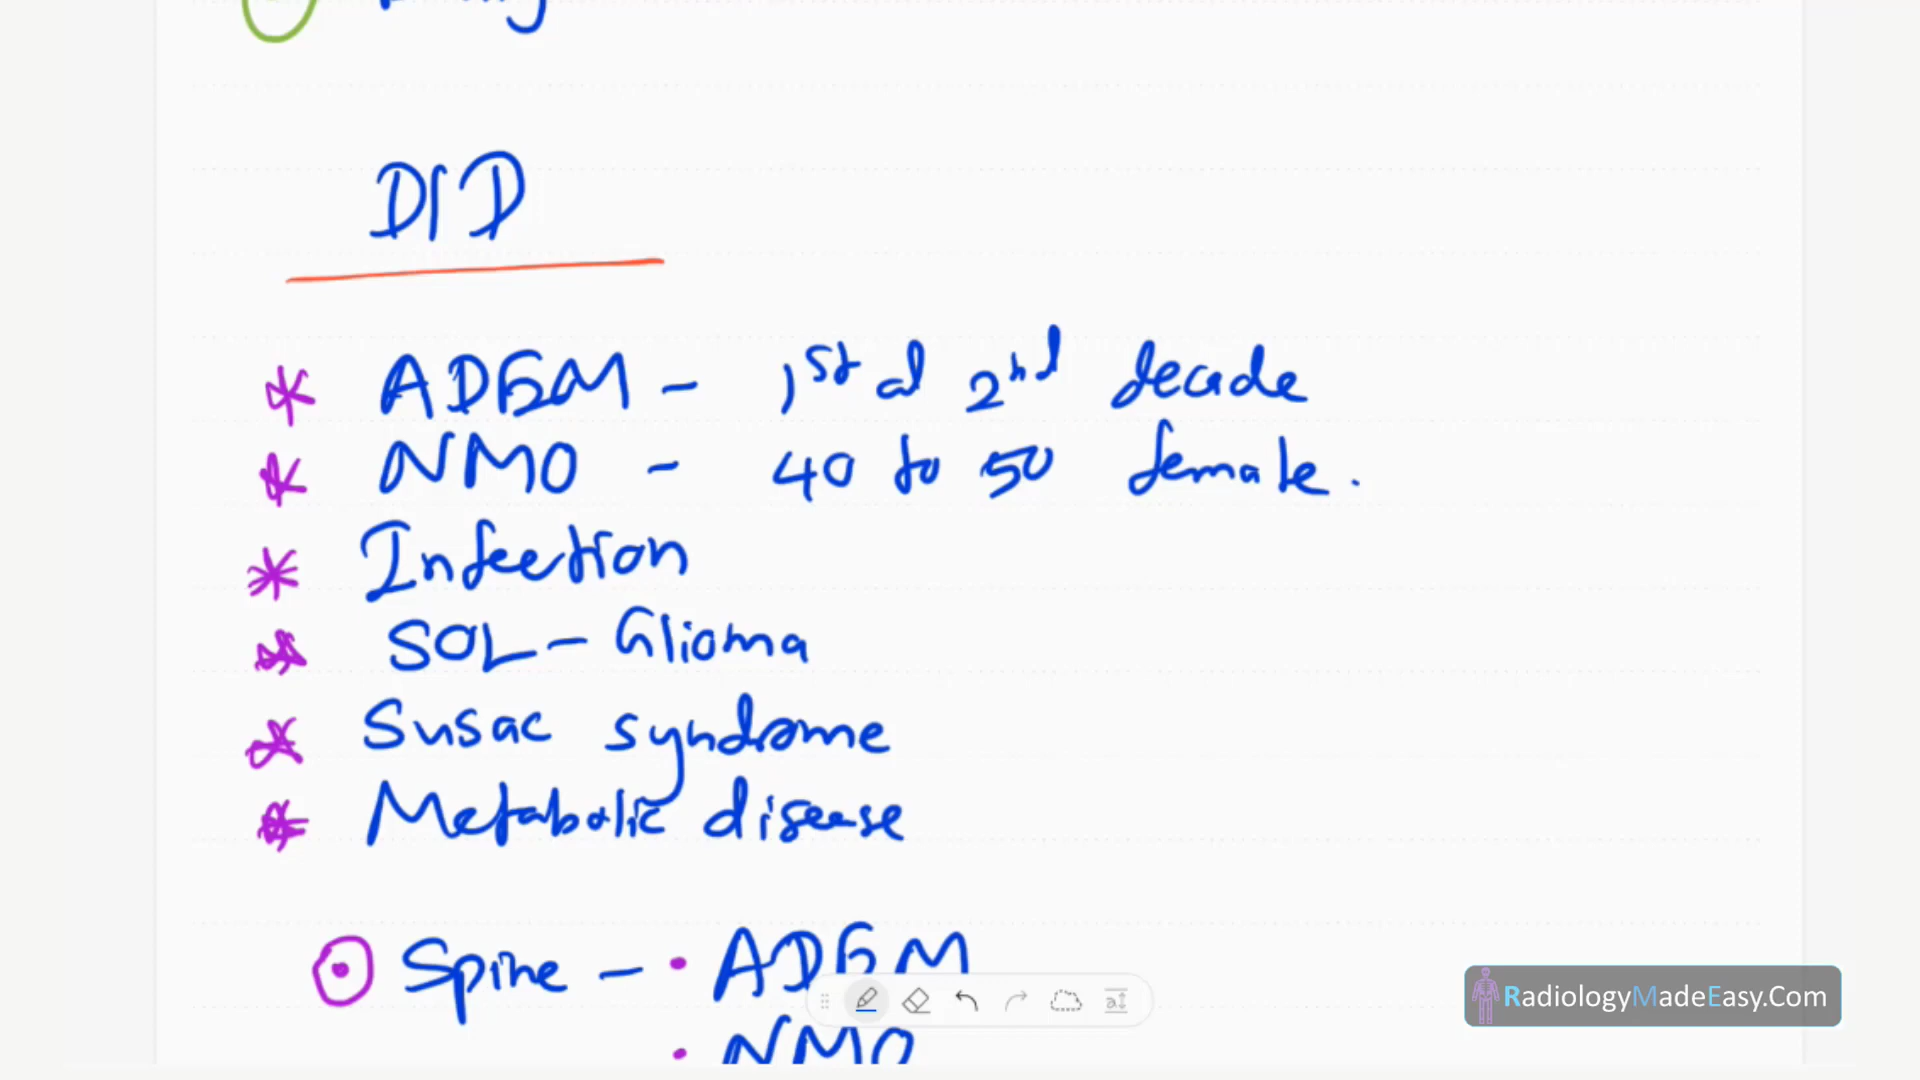 D/D
* ADEM - 1st al 2nd decade
* NMO - 40 to 50 female.
* Infection
* SOL - Glioma
* Susac syndrome
* Metabolic disease
Spine - • ADEM
• NMO
RadiologyMadeEasy.Com